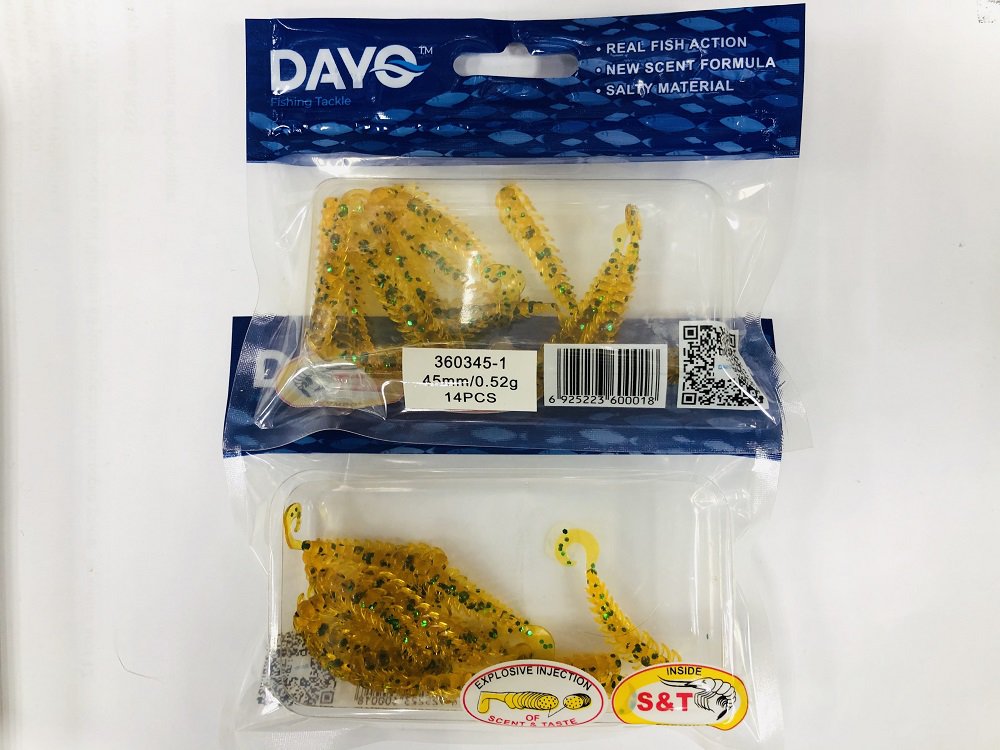 DAYO™
Fishing Tackle
• REAL FISH ACTION
• NEW SCENT FORMULA
• SALTY MATERIAL
360345-1
45mm/0.52g
14PCS
6 925223 600018
D
EXPLOSIVE INJECTION
OF
SCENT & TASTE
INSIDE
S&T